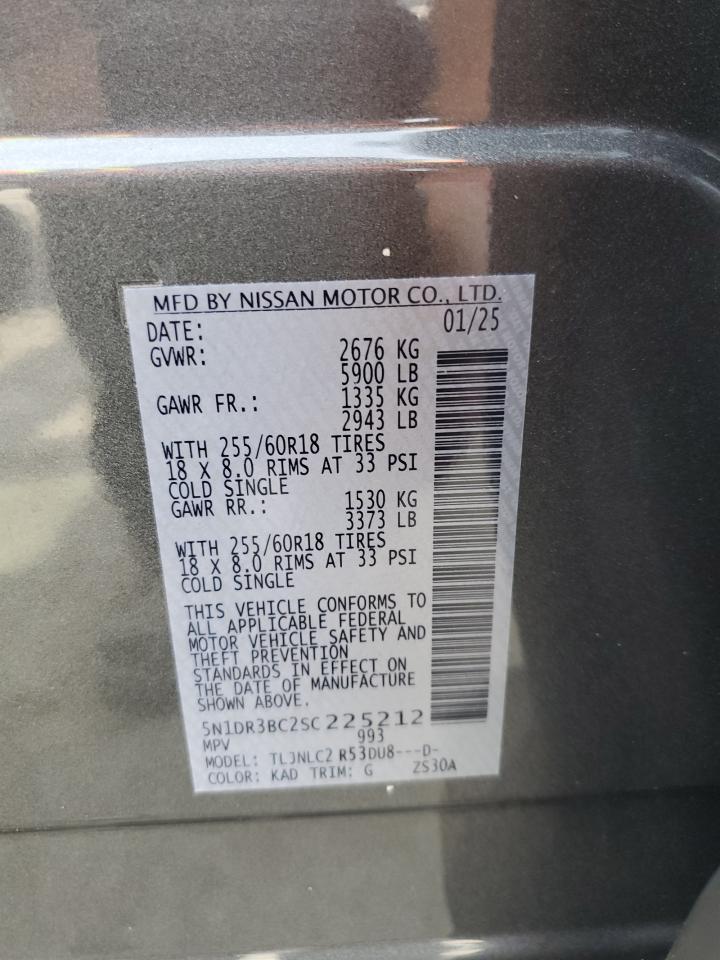 MFD BY NISSAN MOTOR CO., LTD.
DATE: 01/25
GVWR: 2676 KG
5900 LB
GAWR FR.: 1335 KG
2943 LB
WITH 255/60R18 TIRES
18 X 8.0 RIMS AT 33 PSI
COLD SINGLE
GAWR RR.: 1530 KG
3373 LB
WITH 255/60R18 TIRES
18 X 8.0 RIMS AT 33 PSI
COLD SINGLE
THIS VEHICLE CONFORMS TO
ALL APPLICABLE FEDERAL
MOTOR VEHICLE SAFETY AND
THEFT PREVENTION
STANDARDS IN EFFECT ON
THE DATE OF MANUFACTURE
SHOWN ABOVE.
5N1DR3BC2SC 225212
MPV 993
MODEL: TLJNLC2 R53DU8---D-
COLOR: KAD TRIM: G ZS30A